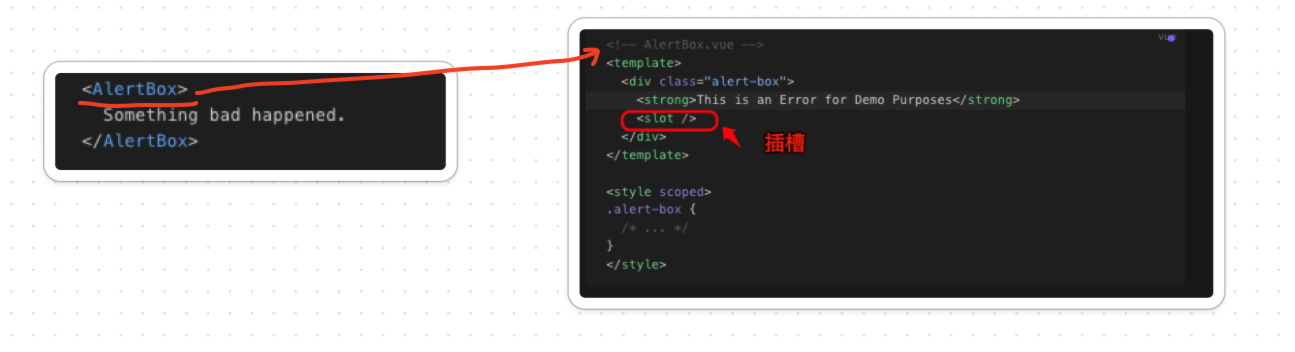 <AlertBox>
  Something bad happened.
</AlertBox>
vue
<!-- AlertBox.vue -->
<template>
  <div class="alert-box">
    <strong>This is an Error for Demo Purposes</strong>
    <slot />
插槽
  </div>
</template>

<style scoped>
.alert-box {
  /* ... */
}
</style>